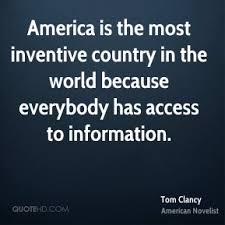 America is the most
inventive country in the
world because
everybody has access
to information.
Tom Clancy
American Novelist
QUOTEHD.COM